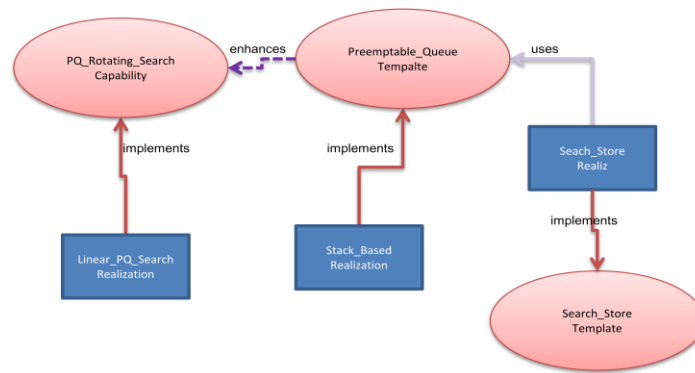 enhances
uses
PQ_Rotating_Search
Capability
Preemptable_Queue
Tempalte
implements
implements
Seach_Store
Realiz
implements
Linear_PQ_Search
Realization
Stack_Based
Realization
Search_Store
Template